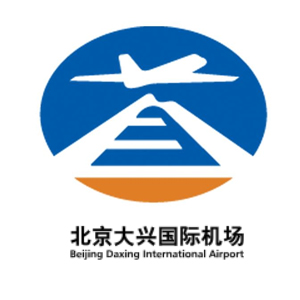 北京大兴国际机场
Beijing Daxing International Airport